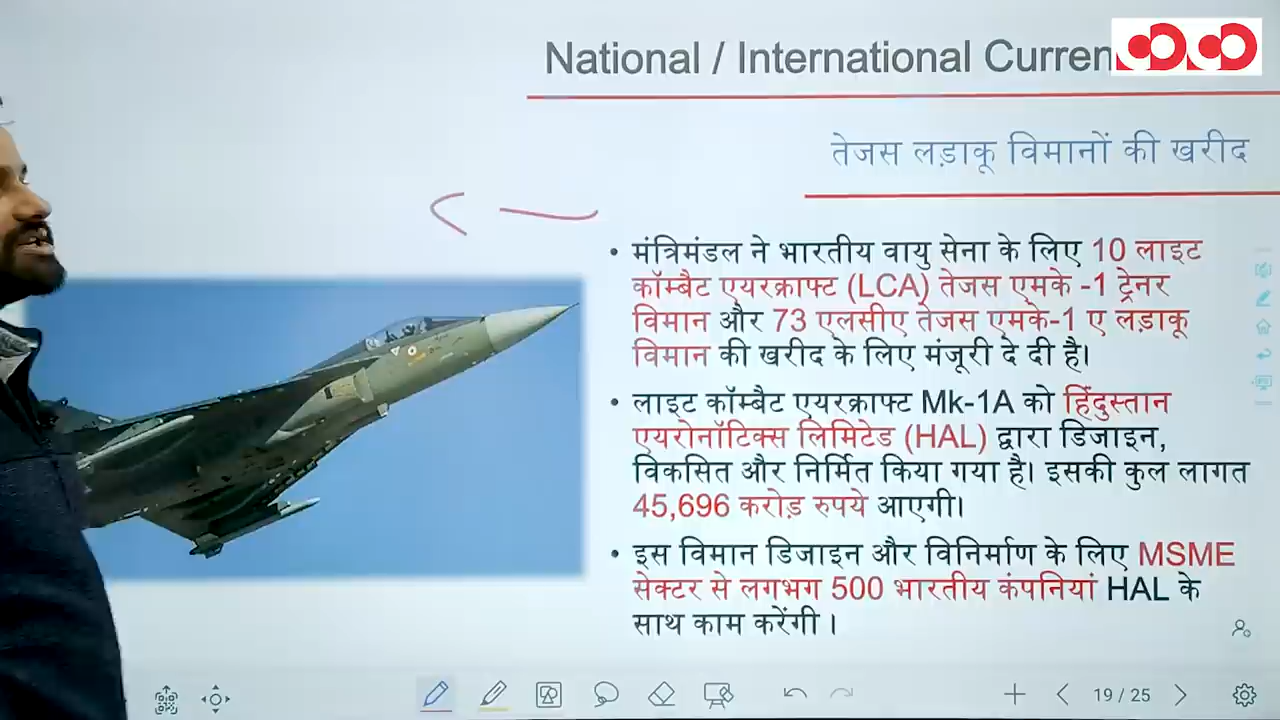 National / International Curren
तेजस लड़ाकू विमानों की खरीद
• मंत्रिमंडल ने भारतीय वायु सेना के लिए 10 लाइट
कॉम्बैट एयरक्राफ्ट (LCA) तेजस एमके -1 ट्रेनर
विमान और 73 एलसीए तेजस एमके-1 ए लड़ाकू
विमान की खरीद के लिए मंजूरी दे दी है।
• लाइट कॉम्बैट एयरक्राफ्ट Mk-1A को हिंदुस्तान
एयरोनॉटिक्स लिमिटेड (HAL) द्वारा डिजाइन,
विकसित और निर्मित किया गया है। इसकी कुल लागत
45,696 करोड़ रुपये आएगी।
• इस विमान डिजाइन और विनिर्माण के लिए MSME
सेक्टर से लगभग 500 भारतीय कंपनियां HAL के
साथ काम करेंगी ।
19 / 25